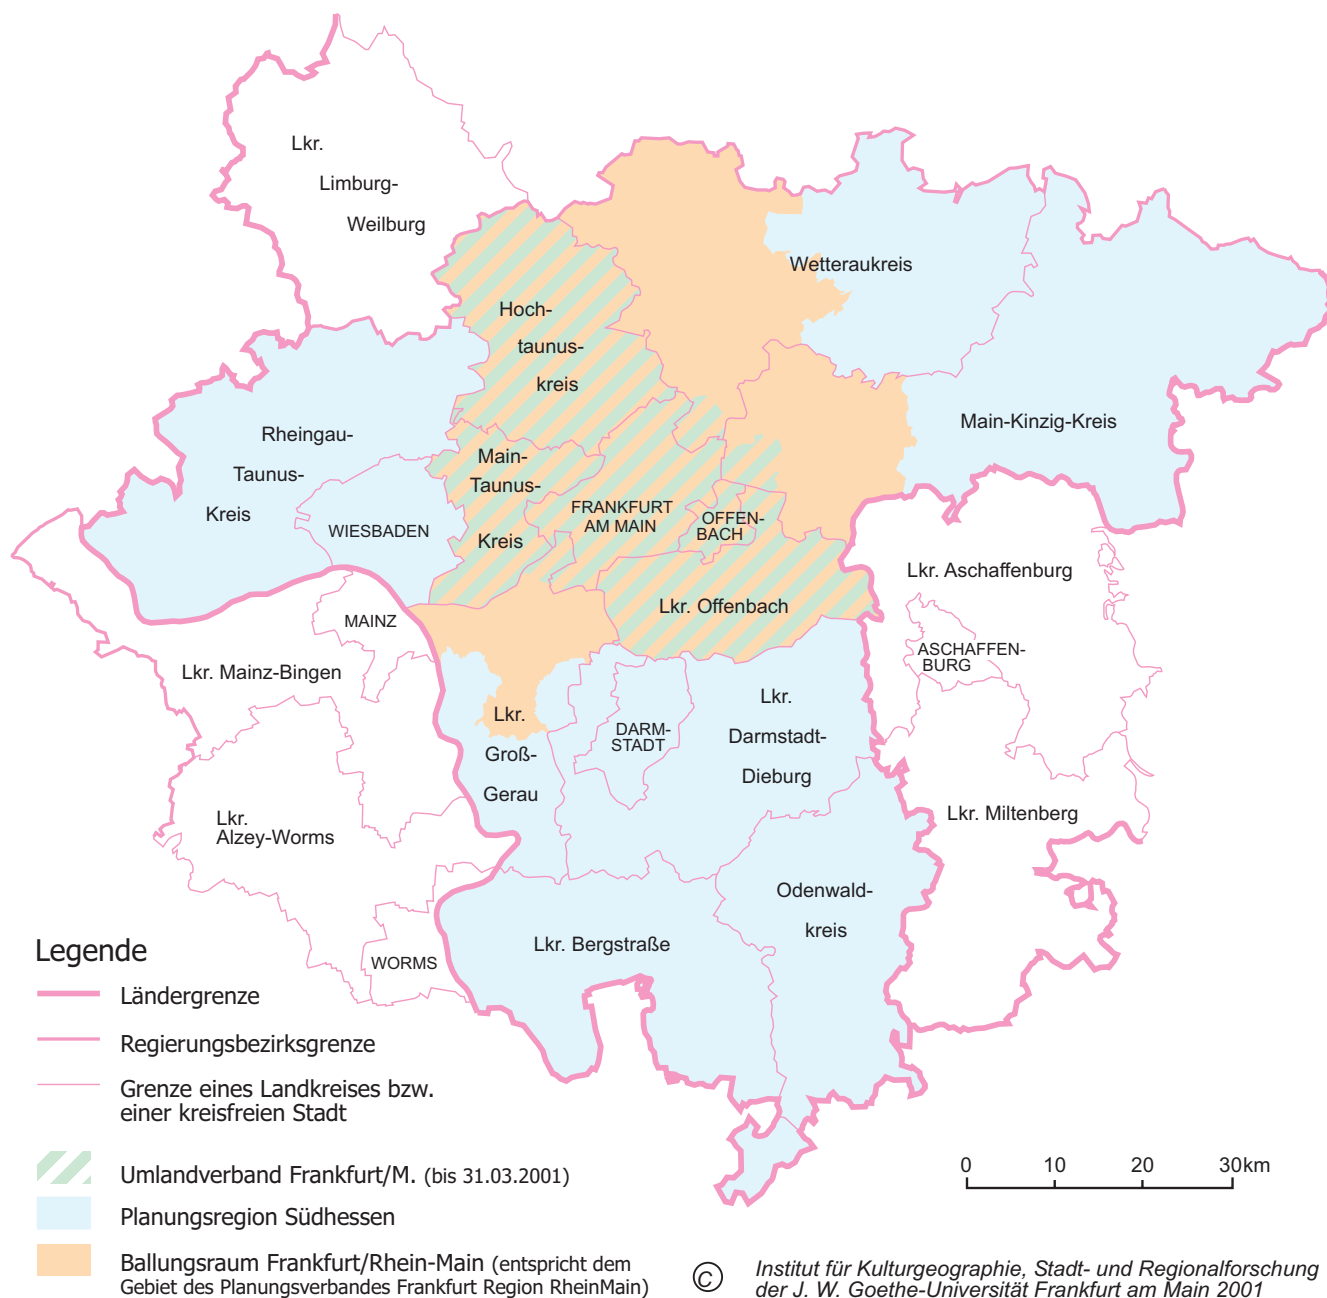 Lkr.
Limburg-
Weilburg
Wetteraukreis
Hoch-
taunus-
kreis
Main-Kinzig-Kreis
Rheingau-
Taunus-
Kreis
Main-
Taunus-
Kreis
WIESBADEN
FRANKFURT
AM MAIN
OFFEN-
BACH
Lkr. Aschaffenburg
Lkr. Offenbach
MAINZ
ASCHAFFEN-
BURG
Lkr. Mainz-Bingen
Lkr.
Groß-
Gerau
DARM-
STADT
Lkr.
Darmstadt-
Dieburg
Lkr.
Alzey-Worms
Lkr. Miltenberg
Odenwald-
kreis
Lkr. Bergstraße
WORMS
Legende
Ländergrenze
Regierungsbezirksgrenze
Grenze eines Landkreises bzw.
einer kreisfreien Stadt
Umlandverband Frankfurt/M. (bis 31.03.2001)
Planungsregion Südhessen
Ballungsraum Frankfurt/Rhein-Main (entspricht dem
Gebiet des Planungsverbandes Frankfurt Region RheinMain)
0 10 20 30km
© Institut für Kulturgeographie, Stadt- und Regionalforschung
der J. W. Goethe-Universität Frankfurt am Main 2001